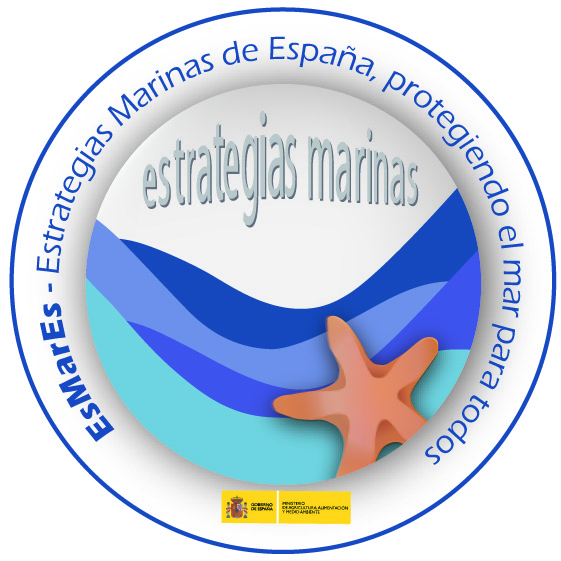 EsMarEs - Estrategias Marinas de España, protegiendo el mar para todos
estrategias marinas
GOBIERNO
DE ESPAÑA
MINISTERIO
DE AGRICULTURA, ALIMENTACIÓN
Y MEDIO AMBIENTE